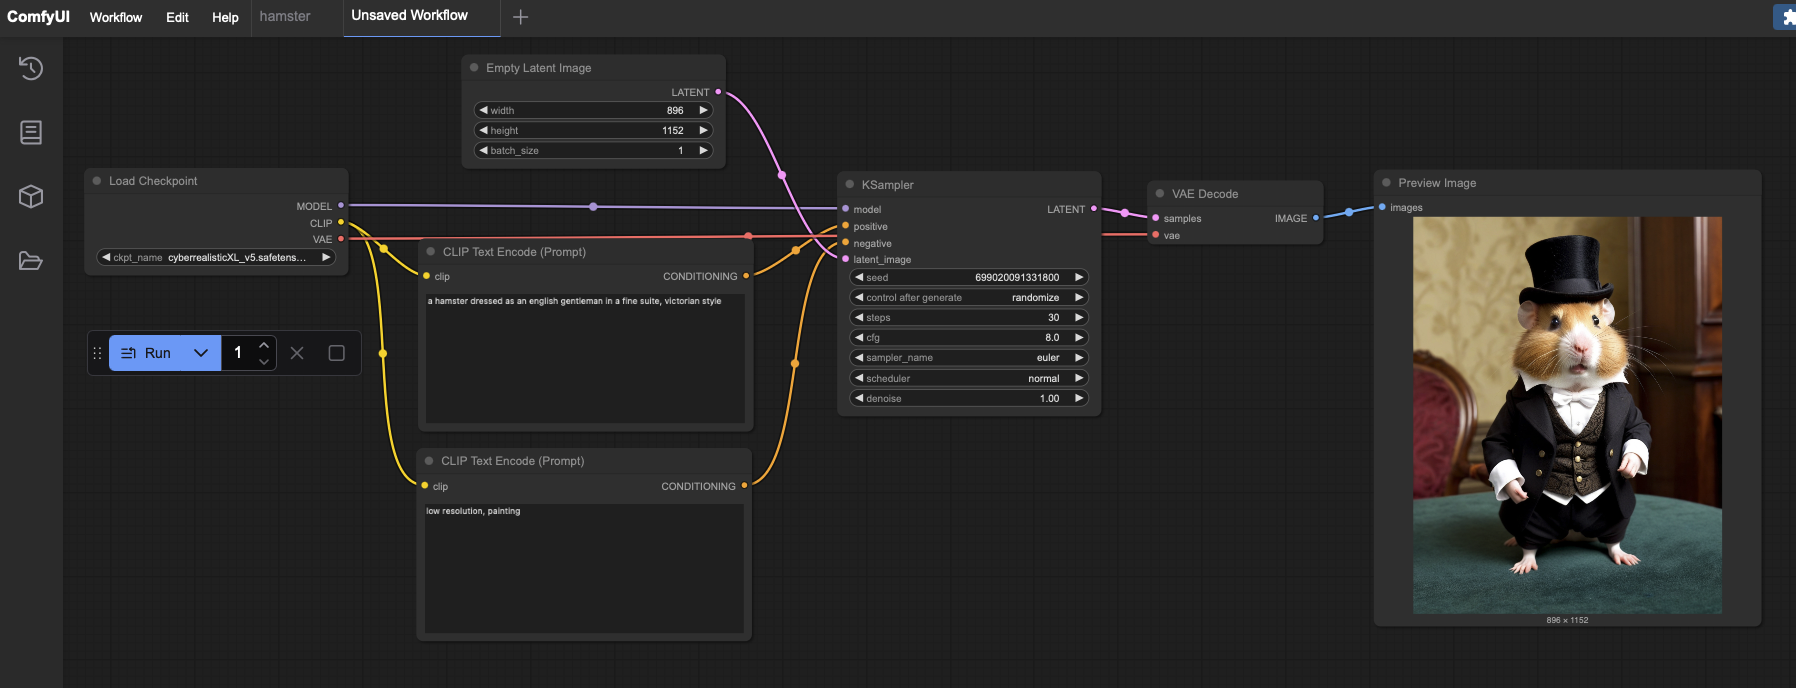 ComfyUI Workflow Edit Help hamster Unsaved Workflow
Empty Latent Image
LATENT
width 896
height 1152
batch_size 1
Load Checkpoint
MODEL
CLIP
VAE
ckpt_name cyberrealisticXL_v5.safetens...
Run 1
CLIP Text Encode (Prompt)
clip CONDITIONING
a hamster dressed as an english gentleman in a fine suite, victorian style
CLIP Text Encode (Prompt)
clip CONDITIONING
low resolution, painting
KSampler
model LATENT
positive
negative
latent_image
seed 699020091331800
control after generate randomize
steps 30
cfg 8.0
sampler_name euler
scheduler normal
denoise 1.00
VAE Decode
samples IMAGE
vae
Preview Image
images
896 × 1152